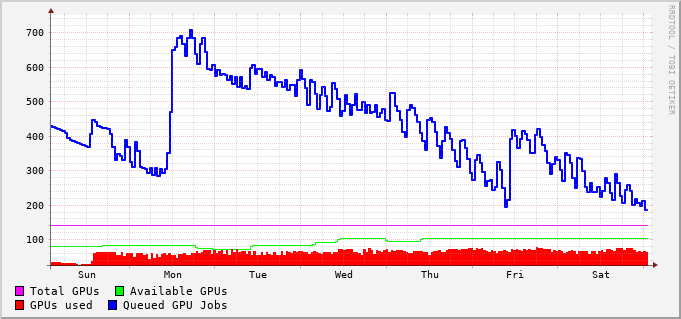 RRDTOOL / TOBI OETIKER
700
600
500
400
300
200
100
Sun Mon Tue Wed Thu Fri Sat
Total GPUs Available GPUs
GPUs used Queued GPU Jobs